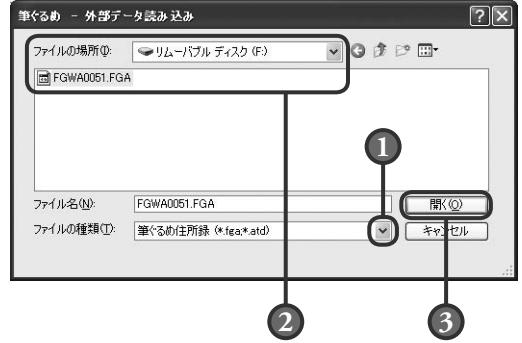 筆ぐるめ － 外部データ読み込み
ファイルの場所(I):
リムーバブル ディスク (F:)
FGWA0051.FGA
1
ファイル名(N):
FGWA0051.FGA
開く(O)
ファイルの種類(T):
筆ぐるめ住所録 (*.fga;*.atd)
キャンセル
2
3